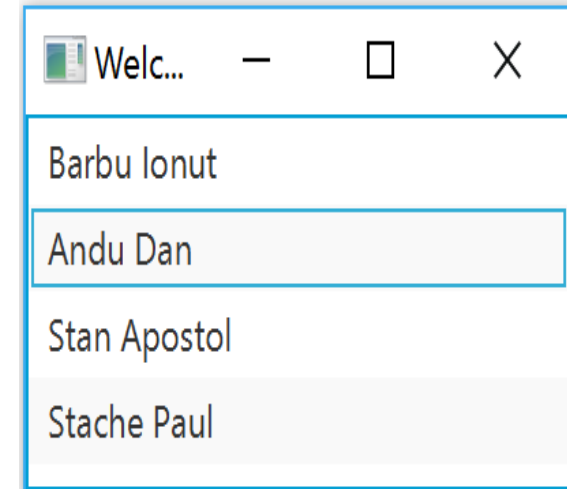 Welc...
Barbu Ionut
Andu Dan
Stan Apostol
Stache Paul